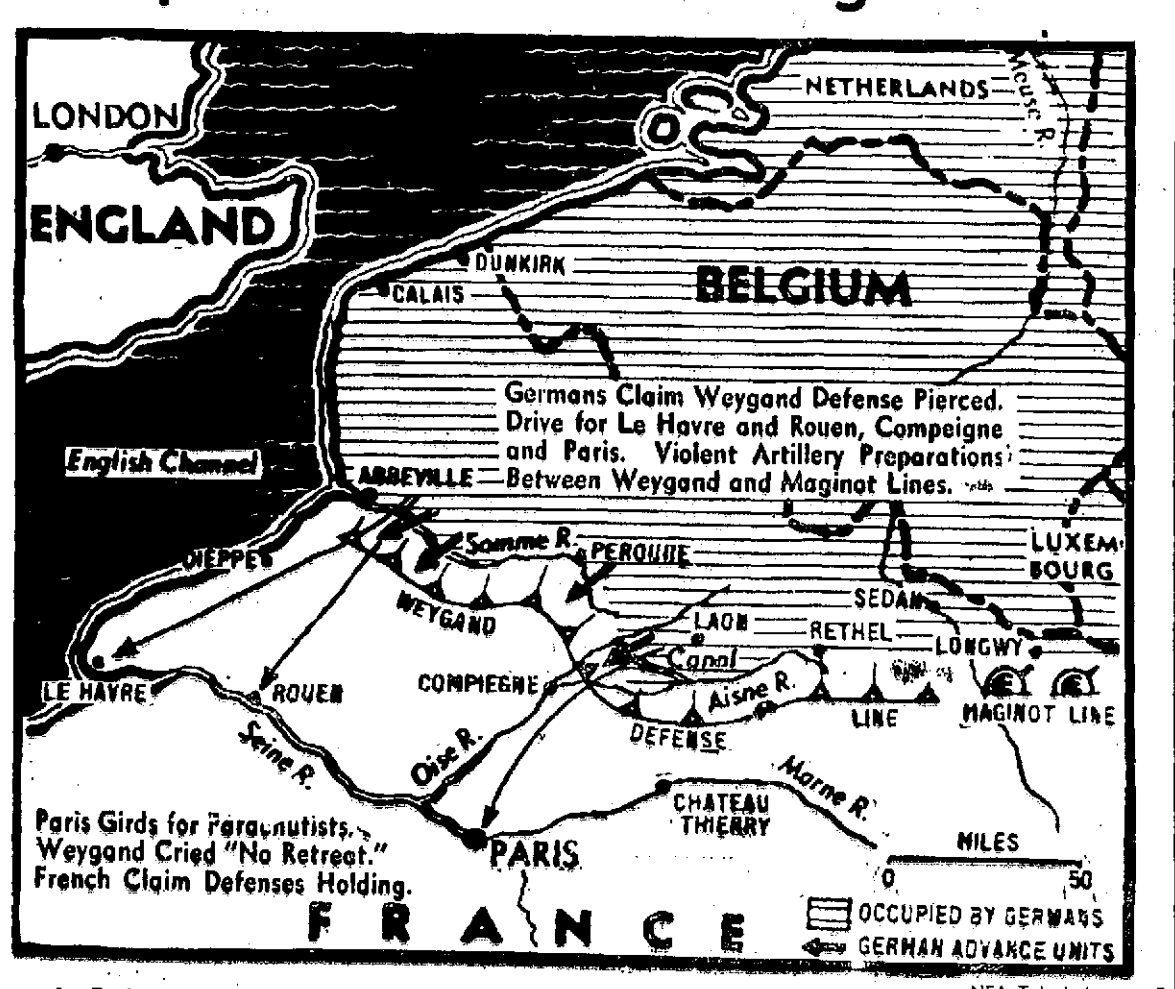 NETHERLANDS
Meuse R.
LONDON
ENGLAND
DUNKIRK
CALAIS
BELGIUM
Germans Claim Weygand Defense Pierced.
Drive for Le Havre and Rouen, Compeigne
and Paris. Violent Artillery Preparations
Between Weygand and Maginot Lines.
English Channel
ABBEVILLE
Somme R.
PERONNE
DIEPPE
LUXEM-
BOURG
WEYGAND
SEDAN
LAON
RETHEL
LONGWY
Canal
COMPIEGNE
Aisne R.
LE HAVRE
ROUEN
LINE
MAGINOT LINE
DEFENSE
Seine R.
Oise R.
Marne R.
CHATEAU
THIERRY
Paris Girds for Parachutists.
Weygand Cried "No Retreat."
French Claim Defenses Holding.
PARIS
MILES
0 50
FRANCE
OCCUPIED BY GERMANS
GERMAN ADVANCE UNITS